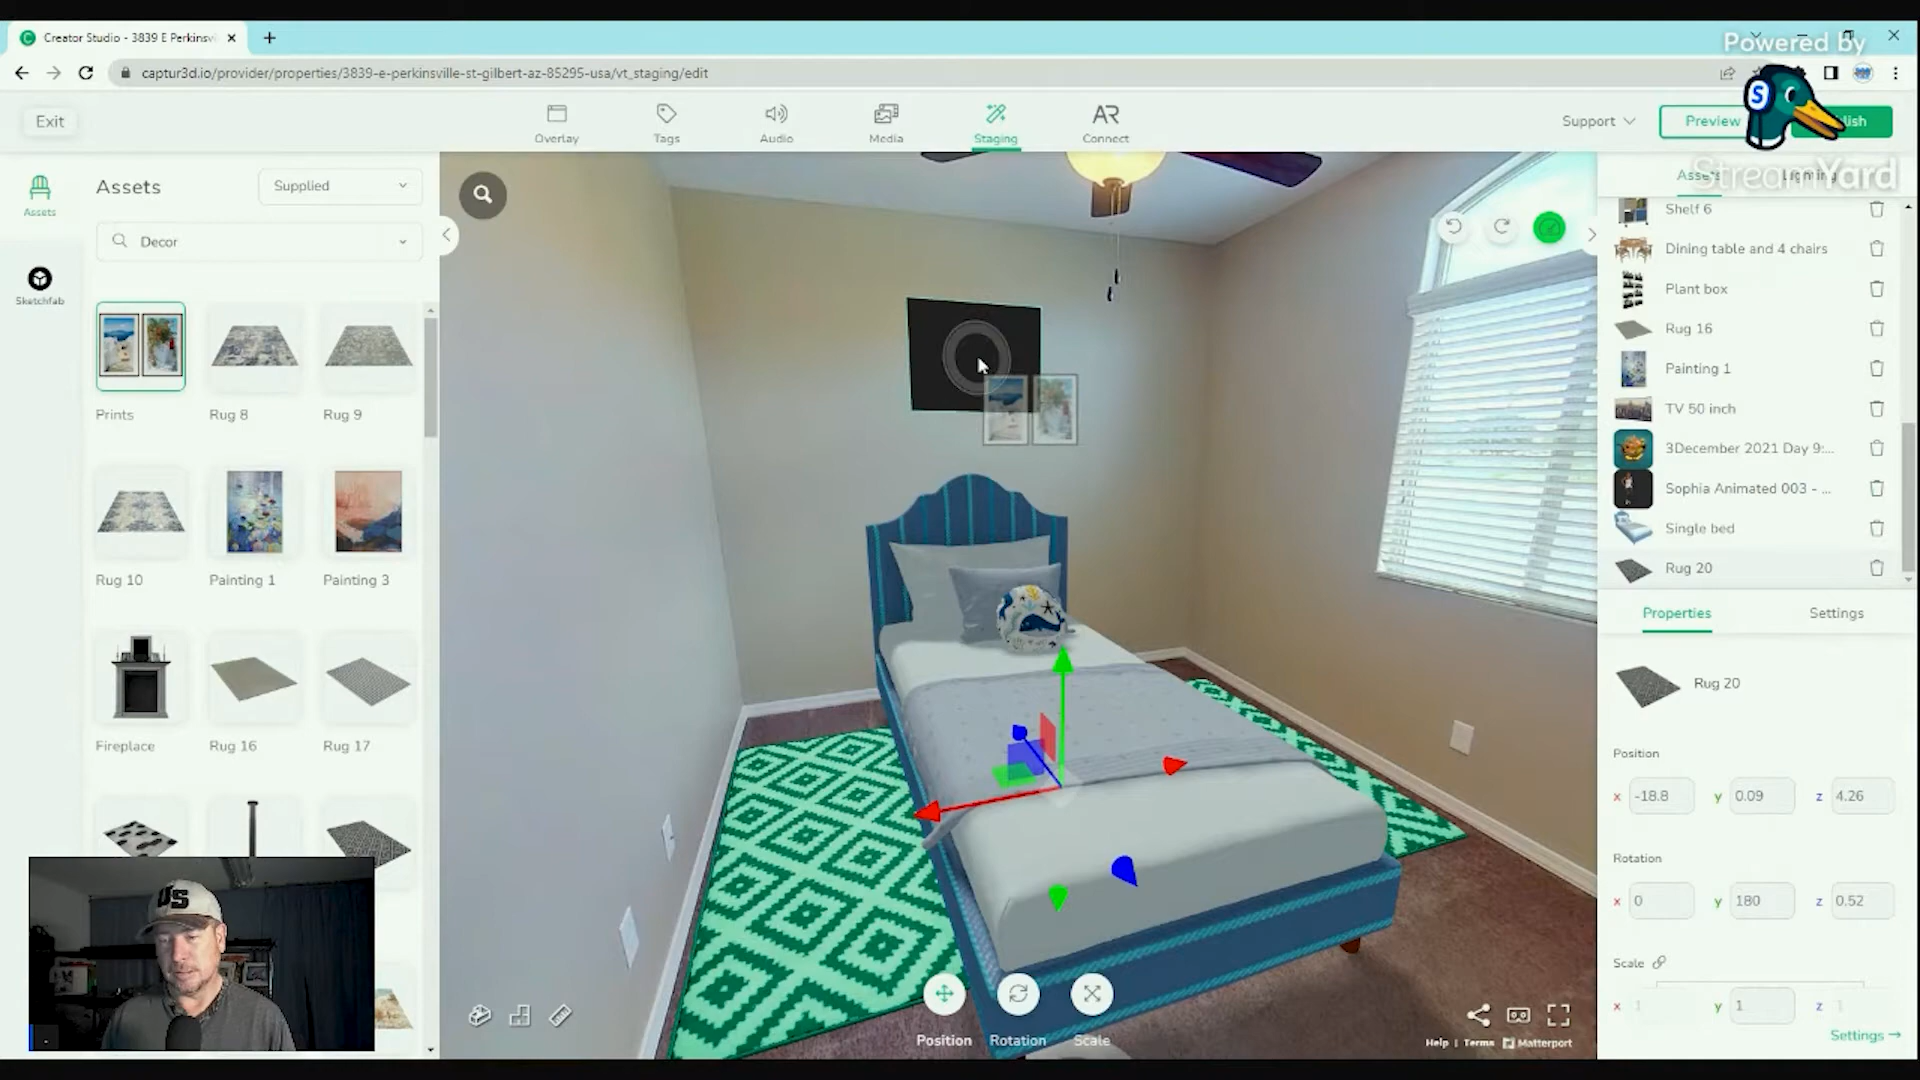 Creator Studio - 3839 E Perkinsvi
Powered by
captur3d.io/provider/properties/3839-e-perkinsville-st-gilbert-az-85295-usa/vt_staging/edit
Exit
Overlay
Tags
Audio
Media
Staging
AR
Connect
Support
Preview
StreamYard
Assets
Sketchfab
Assets
Supplied
Decor
Prints
Rug 8
Rug 9
Rug 10
Painting 1
Painting 3
Fireplace
Rug 16
Rug 17
Position
Rotation
Scale
Help | Terms
Matterport
Assets
Lighting
Shelf 6
Dining table and 4 chairs
Plant box
Rug 16
Painting 1
TV 50 inch
3December 2021 Day 9:...
Sophia Animated 003 - ...
Single bed
Rug 20
Properties
Settings
Rug 20
Position
x -18.8 y 0.09 z 4.26
Rotation
x 0 y 180 z 0.52
Scale
x 1 y 1 z 1
Settings →